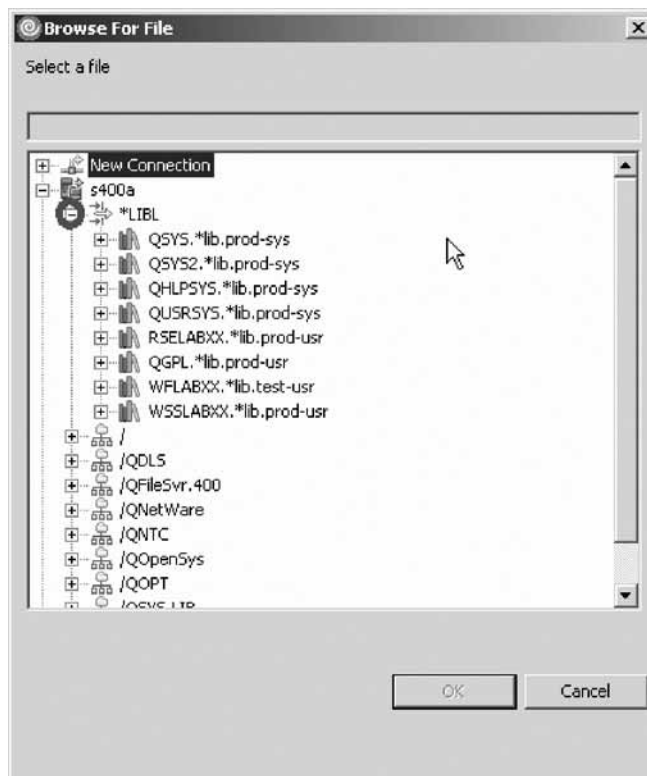 Browse For File
Select a file
New Connection
s400a
*LIBL
QSYS.*lib.prod-sys
QSYS2.*lib.prod-sys
QHLPSYS.*lib.prod-sys
QUSRSYS.*lib.prod-sys
RSELABXX.*lib.prod-usr
QGPL.*lib.prod-usr
WFLABXX.*lib.test-usr
WSSLABXX.*lib.prod-usr
/
/QDLS
/QFileSvr.400
/QNetWare
/QNTC
/QOpenSys
/QOPT
/QSYS.LIB
OK Cancel